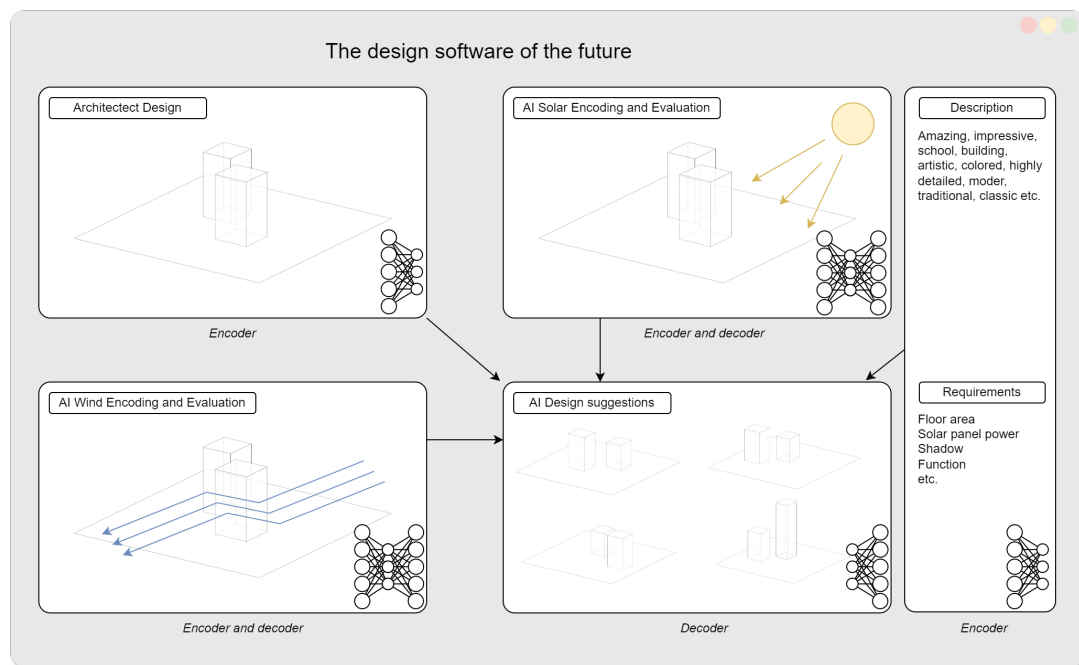 The design software of the future
Architectect Design
Encoder
AI Solar Encoding and Evaluation
Encoder and decoder
Description
Amazing, impressive,
school, building,
artistic, colored, highly
detailed, moder,
traditional, classic etc.
AI Wind Encoding and Evaluation
Encoder and decoder
AI Design suggestions
Decoder
Requirements
Floor area
Solar panel power
Shadow
Function
etc.
Encoder